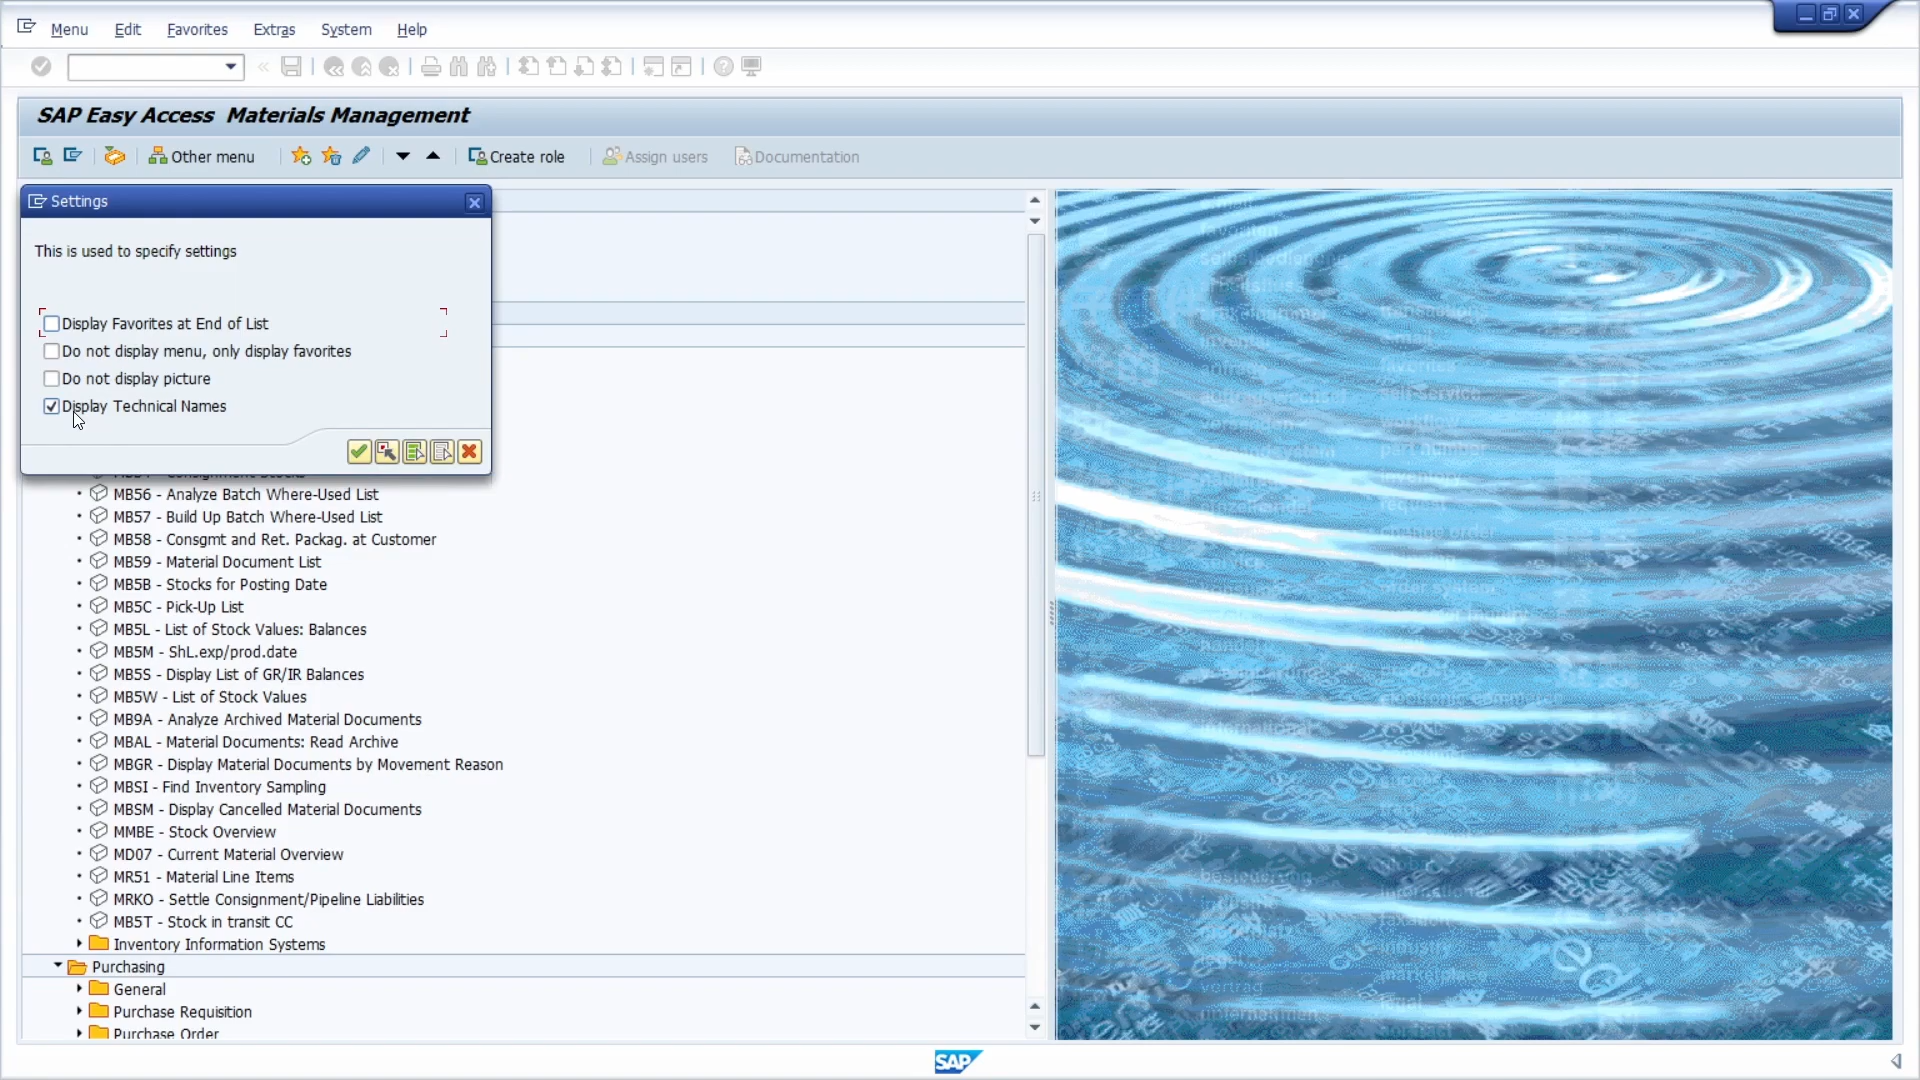 Menu Edit Favorites Extras System Help
SAP Easy Access Materials Management
Other menu Create role Assign users Documentation
Settings
This is used to specify settings
Display Favorites at End of List
Do not display menu, only display favorites
Do not display picture
Display Technical Names
MB56 - Analyze Batch Where-Used List
MB57 - Build Up Batch Where-Used List
MB58 - Consgmt and Ret. Packag. at Customer
MB59 - Material Document List
MB5B - Stocks for Posting Date
MB5C - Pick-Up List
MB5L - List of Stock Values: Balances
MB5M - ShL.exp/prod.date
MB5S - Display List of GR/IR Balances
MB5W - List of Stock Values
MB9A - Analyze Archived Material Documents
MBAL - Material Documents: Read Archive
MBGR - Display Material Documents by Movement Reason
MBSI - Find Inventory Sampling
MBSM - Display Cancelled Material Documents
MMBE - Stock Overview
MD07 - Current Material Overview
MR51 - Material Line Items
MRKO - Settle Consignment/Pipeline Liabilities
MB5T - Stock in transit CC
Inventory Information Systems
Purchasing
General
Purchase Requisition
Purchase Order
SAP